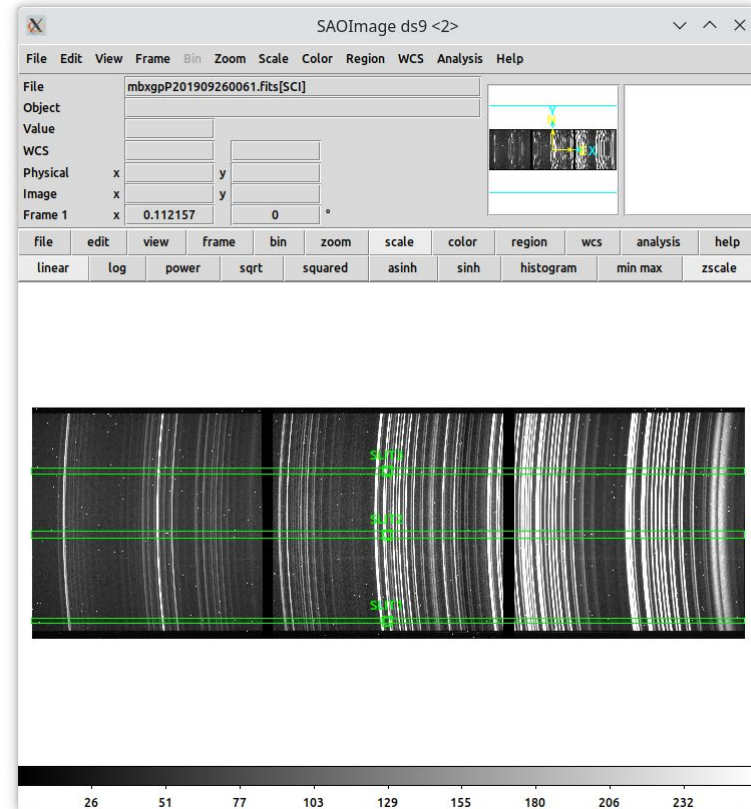 SAOImage ds9 <2>
File Edit View Frame Bin Zoom Scale Color Region WCS Analysis Help
File mbxgpP201909260061.fits[SCI]
Object
Value
WCS
Physical x y
Image x y
Frame 1 x 0.112157 0 °
Y
N
E X
file edit view frame bin zoom scale color region wcs analysis help
linear log power sqrt squared asinh sinh histogram min max zscale
SLIT3
SLIT2
SLIT1
26 51 77 103 129 155 180 206 232